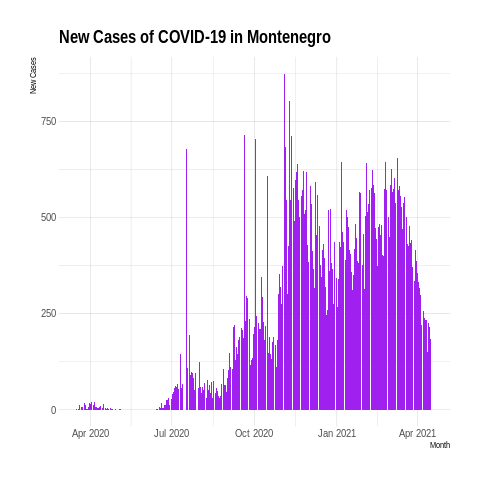 New Cases of COVID-19 in Montenegro
New Cases
750
500
250
0
Apr 2020
Jul 2020
Oct 2020
Jan 2021
Apr 2021
Month